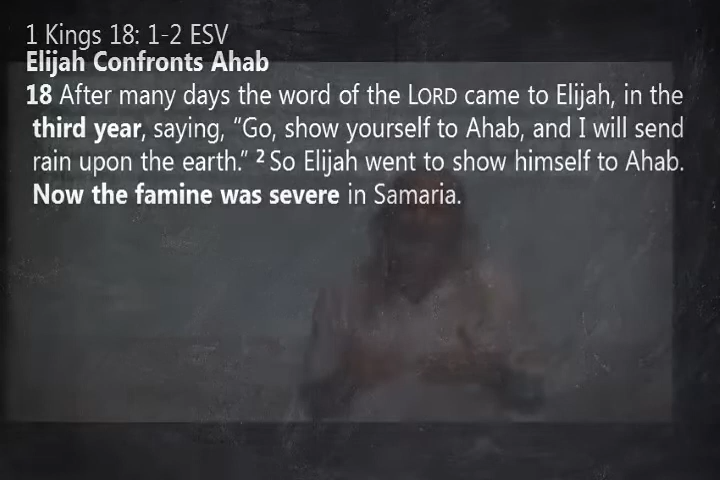 1 Kings 18: 1-2 ESV
Elijah Confronts Ahab
18 After many days the word of the LORD came to Elijah, in the
third year, saying, “Go, show yourself to Ahab, and I will send
rain upon the earth.” 2 So Elijah went to show himself to Ahab.
Now the famine was severe in Samaria.